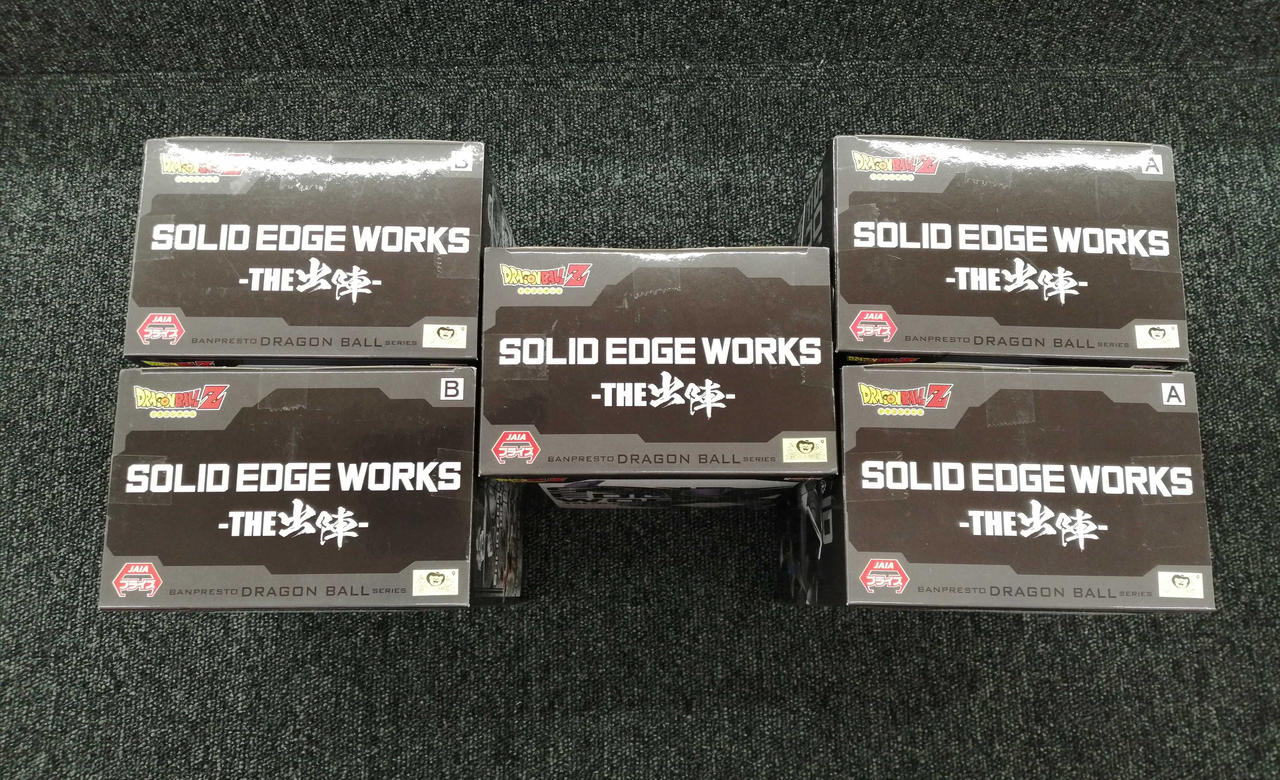 DRAGON BALL Z
B
SOLID EDGE WORKS
-THE出陣-
JAIA
プライズ
BANPRESTO DRAGON BALL SERIES
DRAGON BALL Z
A
SOLID EDGE WORKS
-THE出陣-
JAIA
プライズ
BANPRESTO DRAGON BALL SERIES
DRAGON BALL Z
SOLID EDGE WORKS
-THE出陣-
JAIA
プライズ
BANPRESTO DRAGON BALL SERIES
DRAGON BALL Z
B
SOLID EDGE WORKS
-THE出陣-
JAIA
プライズ
BANPRESTO DRAGON BALL SERIES
DRAGON BALL Z
A
SOLID EDGE WORKS
-THE出陣-
JAIA
プライズ
BANPRESTO DRAGON BALL SERIES